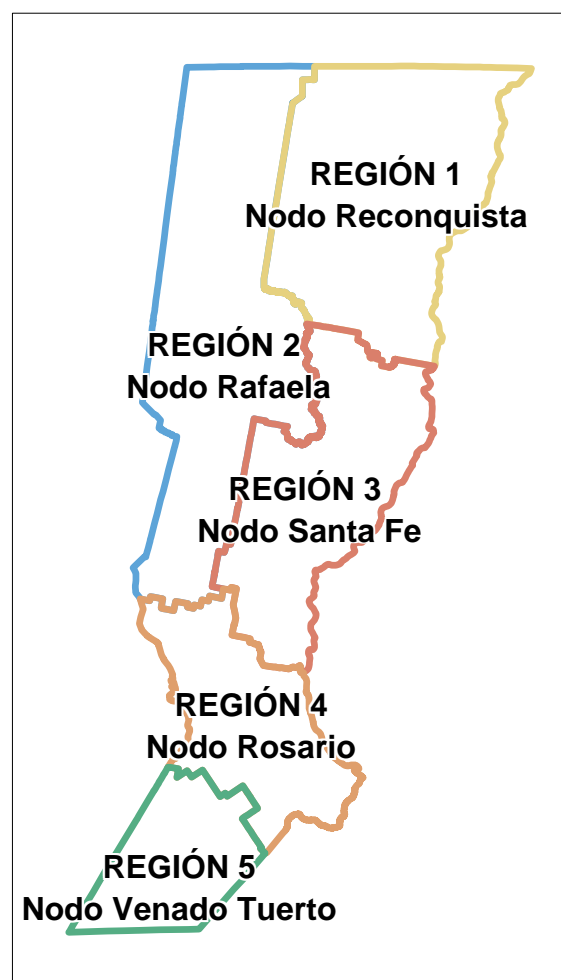 REGIÓN 1
Nodo Reconquista
REGIÓN 2
Nodo Rafaela
REGIÓN 3
Nodo Santa Fe
REGIÓN 4
Nodo Rosario
REGIÓN 5
Nodo Venado Tuerto